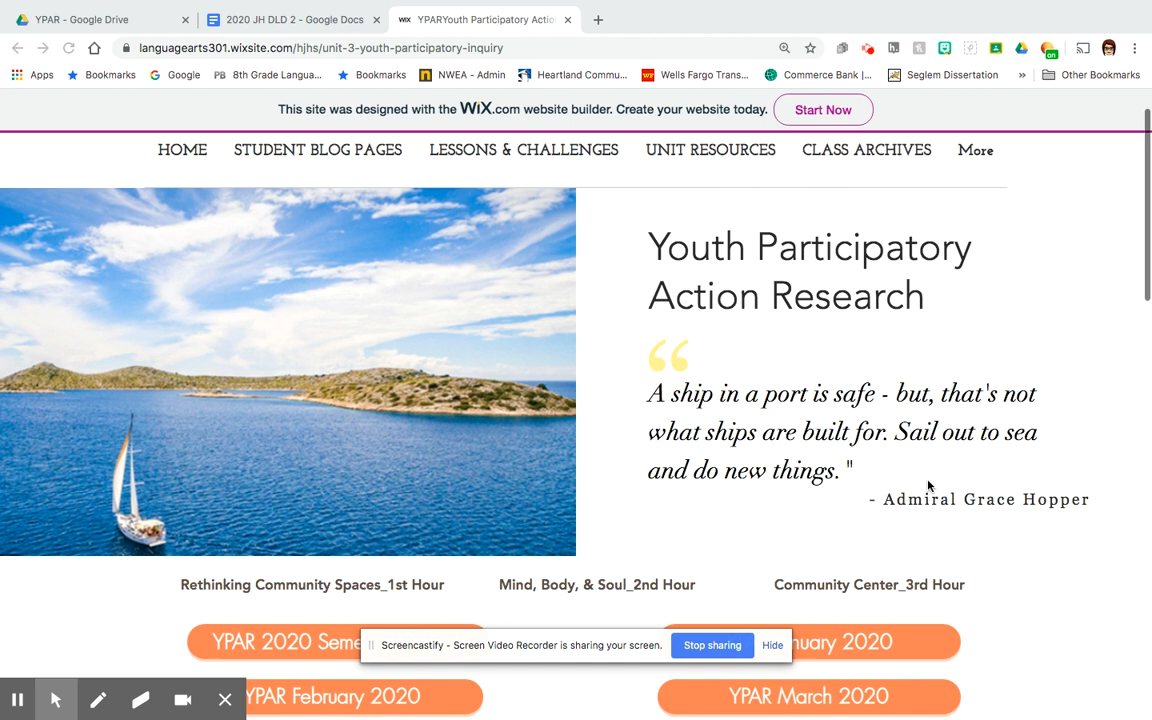 YPAR - Google Drive
2020 JH DLD 2 - Google Docs
WIX YPARYouth Participatory Actio
languagearts301.wixsite.com/hjhs/unit-3-youth-participatory-inquiry
on
Apps Bookmarks Google PB 8th Grade Langua... Bookmarks NWEA - Admin Heartland Commu... WF Wells Fargo Trans... Commerce Bank |... Seglem Dissertation » Other Bookmarks
This site was designed with the WiX.com website builder. Create your website today. Start Now
HOME STUDENT BLOG PAGES LESSONS & CHALLENGES UNIT RESOURCES CLASS ARCHIVES More
Youth Participatory
Action Research
“
A ship in a port is safe - but, that's not
what ships are built for. Sail out to sea
and do new things. "
- Admiral Grace Hopper
Rethinking Community Spaces_1st Hour Mind, Body, & Soul_2nd Hour Community Center_3rd Hour
YPAR 2020 Seme nuary 2020
Screencastify - Screen Video Recorder is sharing your screen. Stop sharing Hide
YPAR February 2020 YPAR March 2020